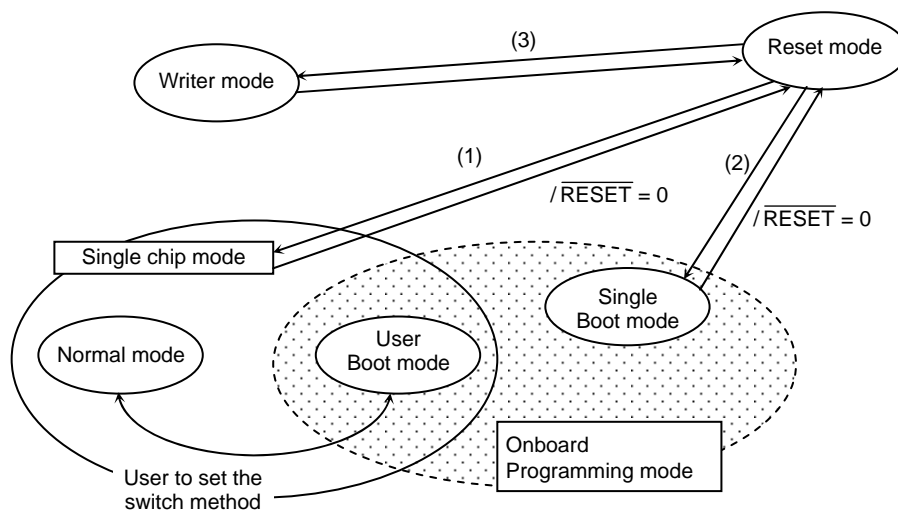 (3)
Reset mode
Writer mode
(1)
(2)
/ RESET = 0
/ RESET = 0
Single chip mode
Single
Boot mode
Normal mode
User
Boot mode
Onboard
Programming mode
User to set the
switch method